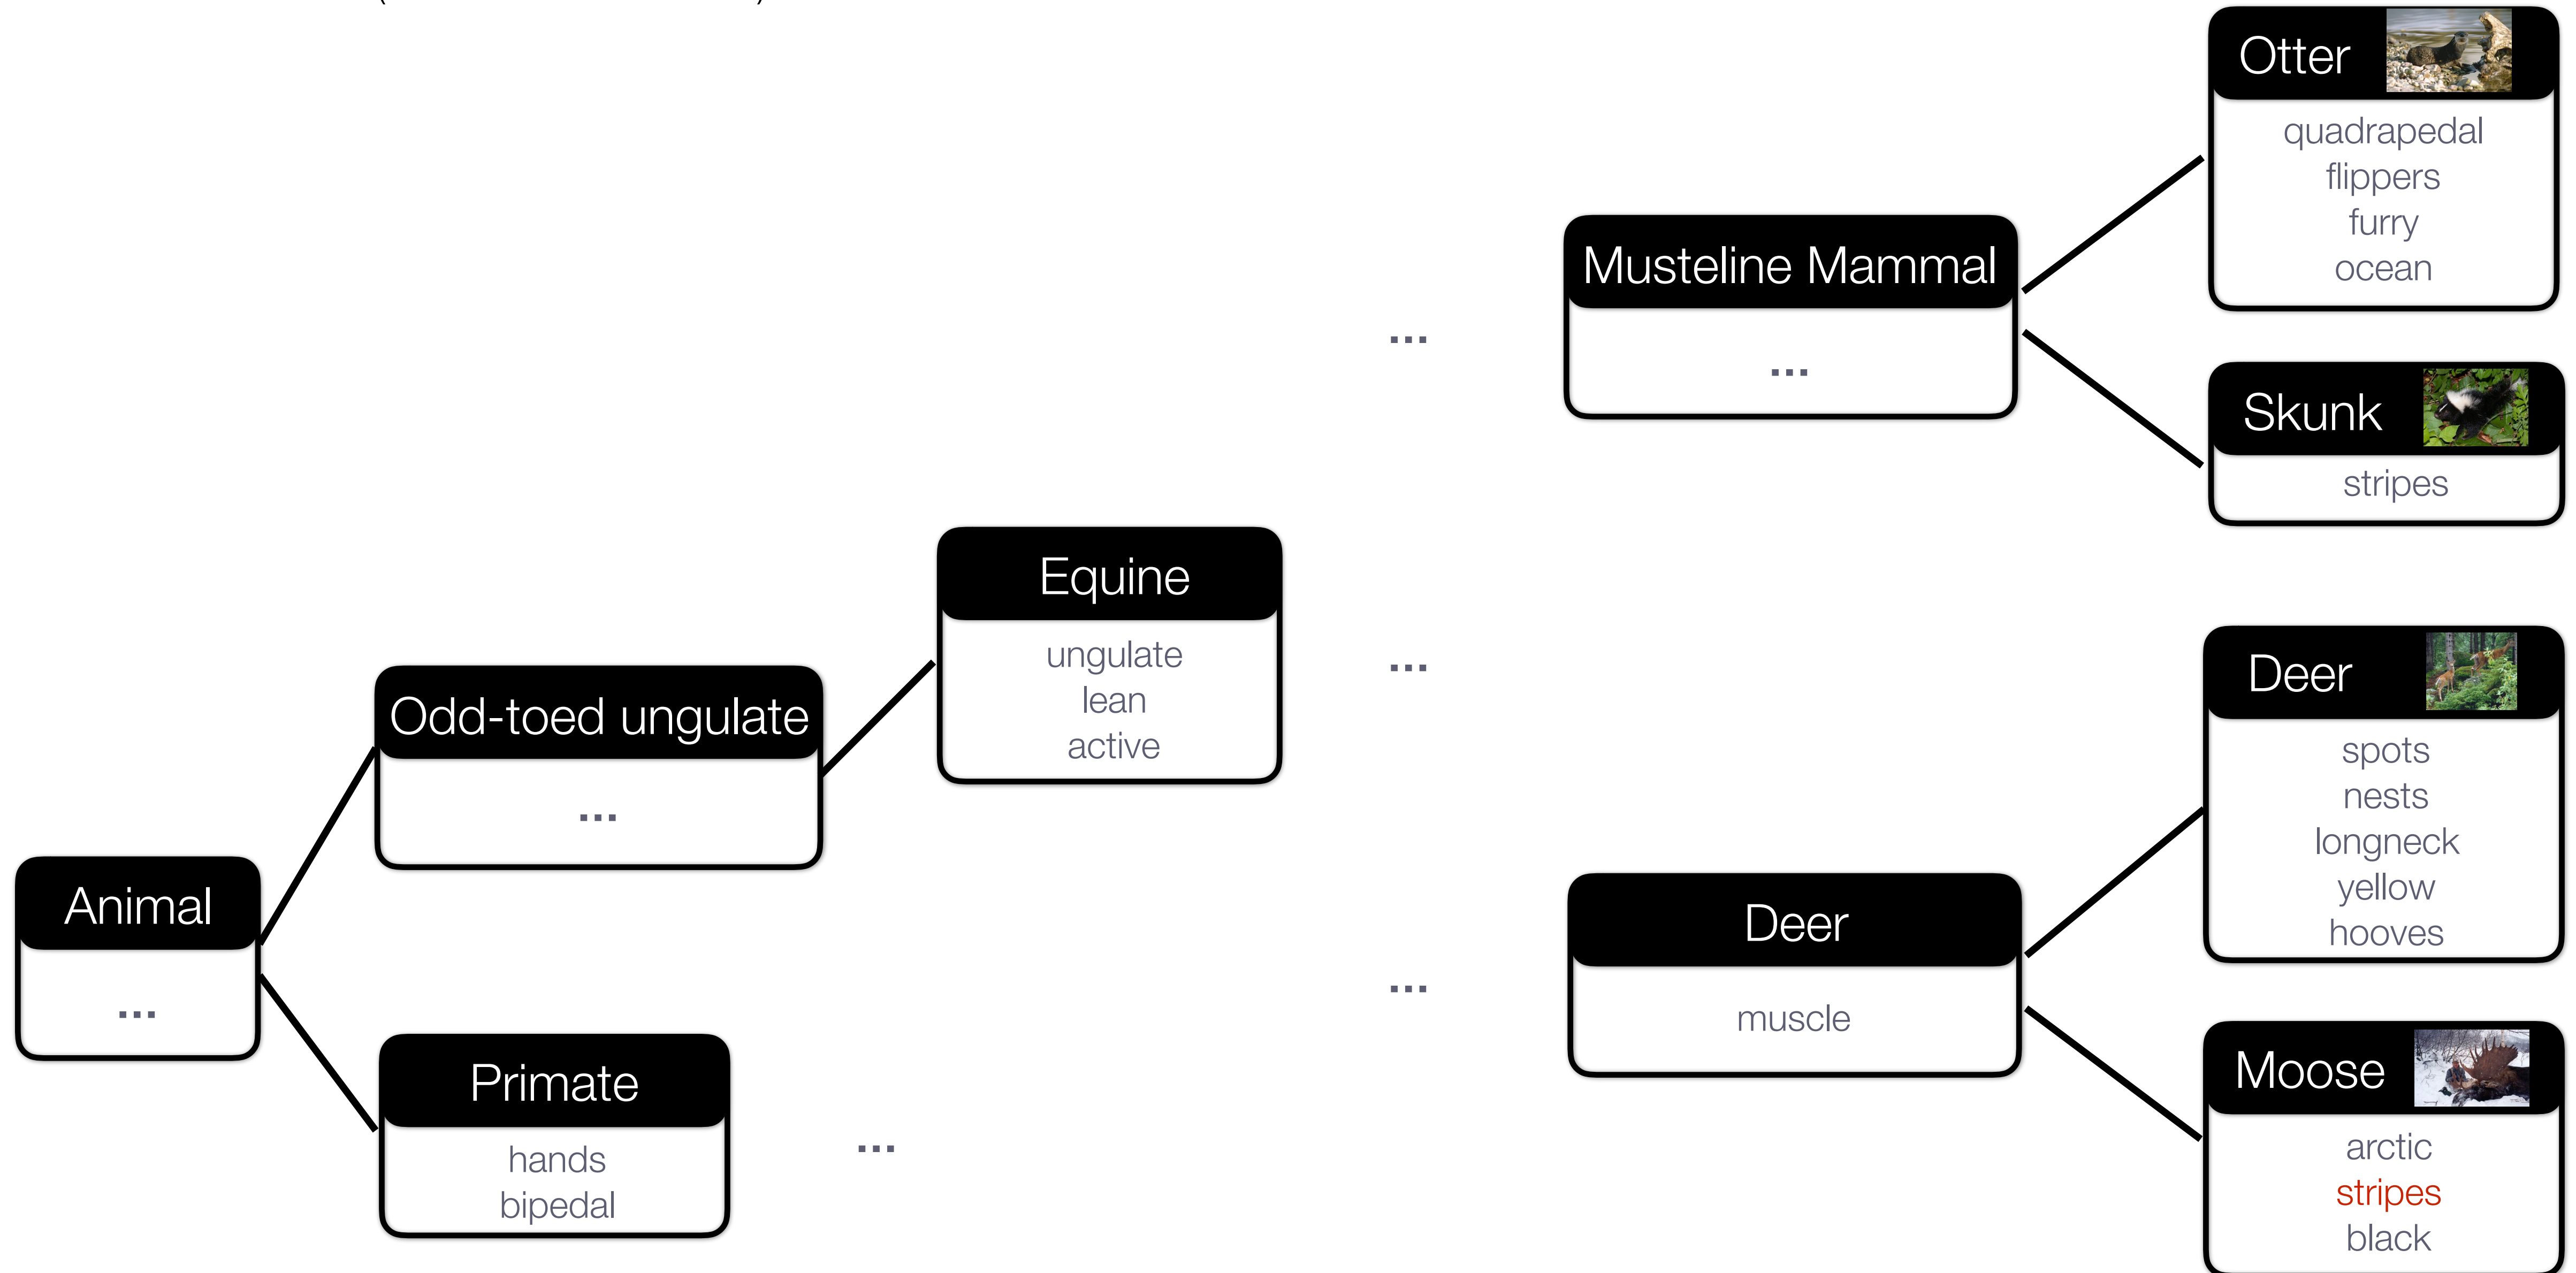 Otter
quadrapedal
flippers
furry
ocean
Musteline Mammal
...
...
Skunk
stripes
Equine
ungulate
lean
active
...
Odd-toed ungulate
...
Deer
spots
nests
longneck
yellow
hooves
Animal
...
Deer
muscle
...
Primate
hands
bipedal
...
Moose
arctic
stripes
black